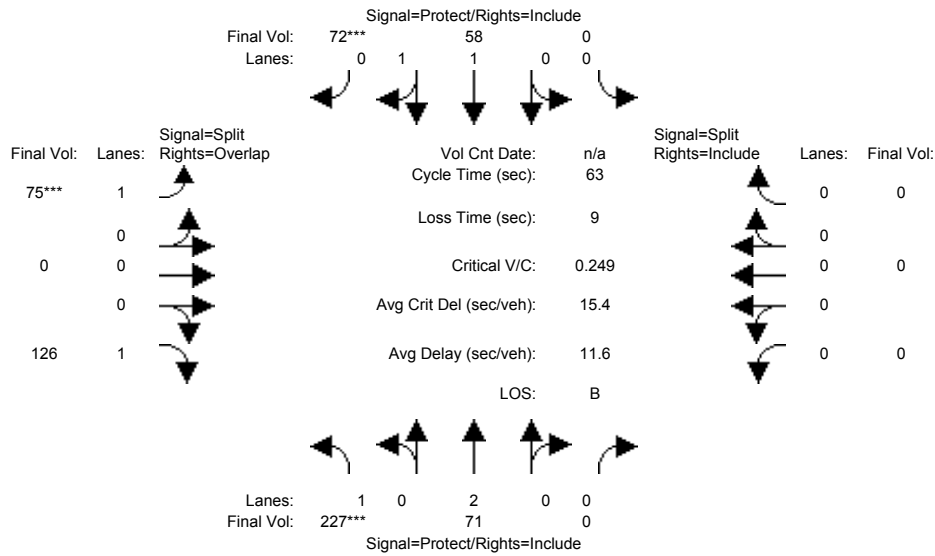 Signal=Protect/Rights=Include
Final Vol: 72*** 58 0
Lanes: 0 1 1 0 0
Signal=Split
Final Vol: Lanes: Rights=Overlap
Vol Cnt Date: n/a
Signal=Split
Rights=Include Lanes: Final Vol:
Cycle Time (sec): 63
75*** 1
0 0
Loss Time (sec): 9
0
0
0 0
Critical V/C: 0.249
0 0
0
Avg Crit Del (sec/veh): 15.4
0
126 1
Avg Delay (sec/veh): 11.6
0 0
LOS: B
Lanes: 1 0 2 0 0
Final Vol: 227*** 71 0
Signal=Protect/Rights=Include